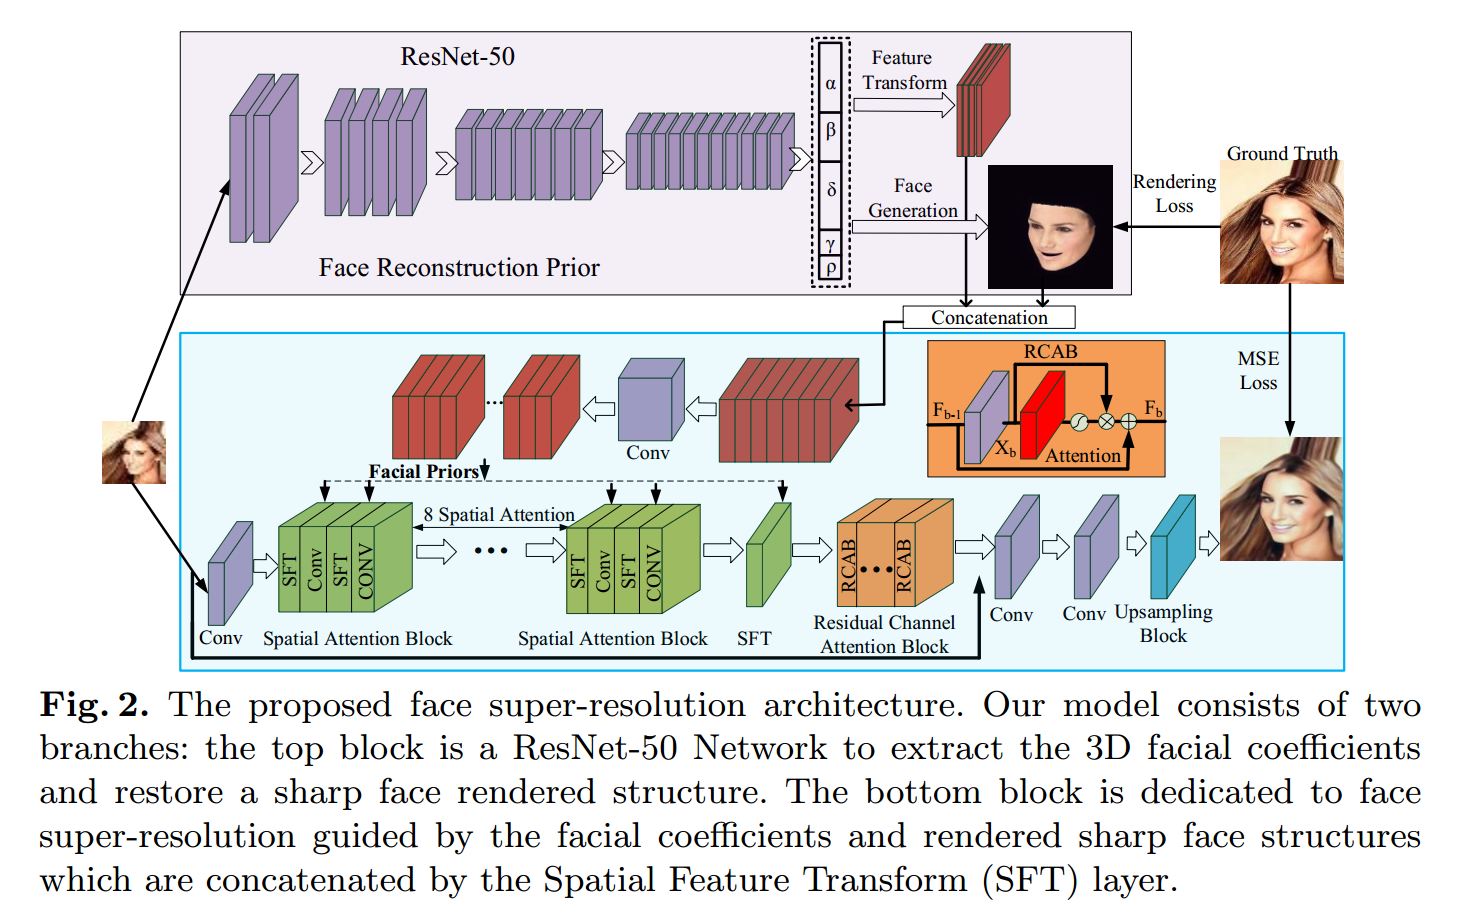 ResNet-50
Face Reconstruction Prior
α
β
δ
γ
ρ
Feature
Transform
Face
Generation
Rendering
Loss
Ground Truth
Concatenation
MSE
Loss
Conv
Facial Priors
RCAB
Fb-1
Xb
Attention
Fb
8 Spatial Attention
SFT
Conv
SFT
CONV
SFT
Conv
SFT
CONV
RCAB
RCAB
Conv
Spatial Attention Block
Spatial Attention Block
SFT
Residual Channel
Attention Block
Conv
Conv
Upsampling
Block
Fig. 2. The proposed face super-resolution architecture. Our model consists of two
branches: the top block is a ResNet-50 Network to extract the 3D facial coefficients
and restore a sharp face rendered structure. The bottom block is dedicated to face
super-resolution guided by the facial coefficients and rendered sharp face structures
which are concatenated by the Spatial Feature Transform (SFT) layer.